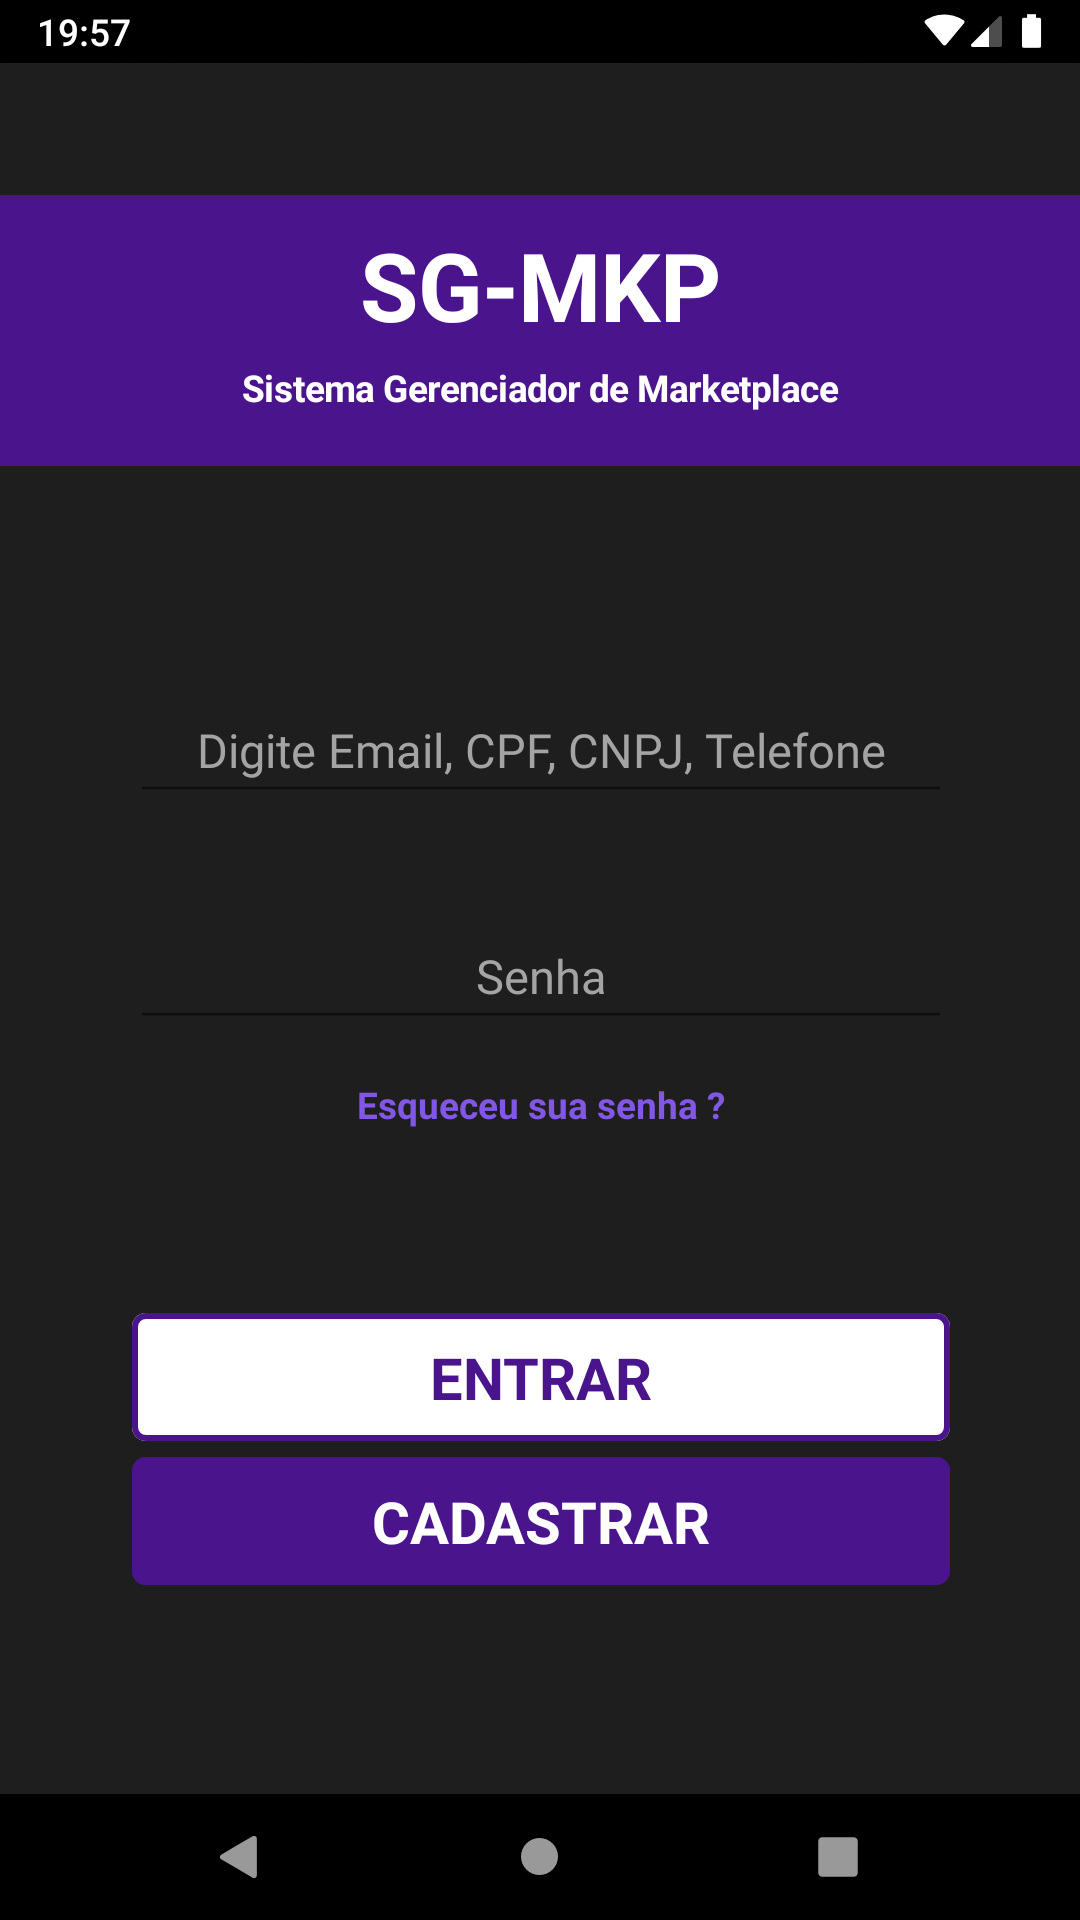 19:57
SG-MKP
Sistema Gerenciador de Marketplace
Digite Email, CPF, CNPJ, Telefone
Senha
Esqueceu sua senha ?
ENTRAR
CADASTRAR